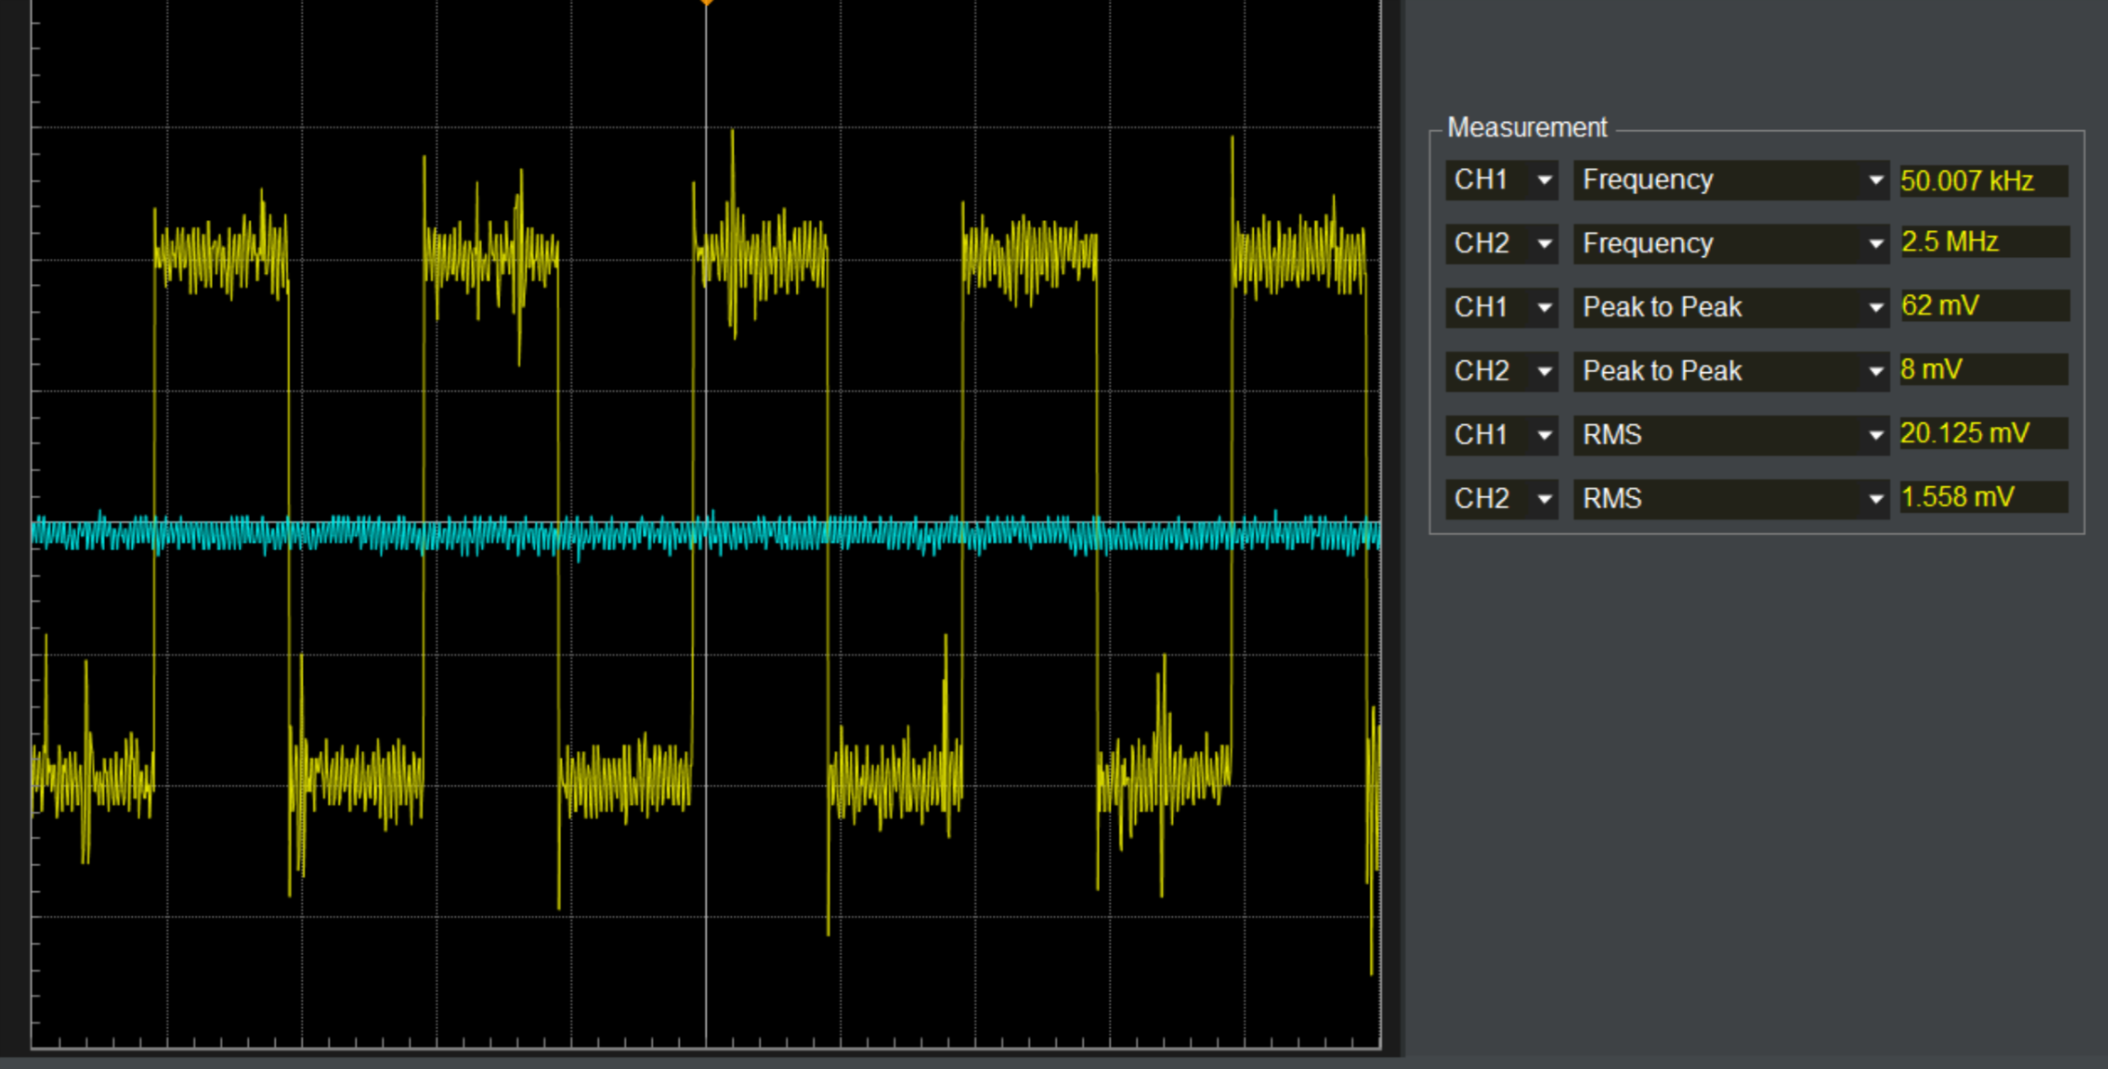 Measurement
CH1 Frequency 50.007 kHz
CH2 Frequency 2.5 MHz
CH1 Peak to Peak 62 mV
CH2 Peak to Peak 8 mV
CH1 RMS 20.125 mV
CH2 RMS 1.558 mV